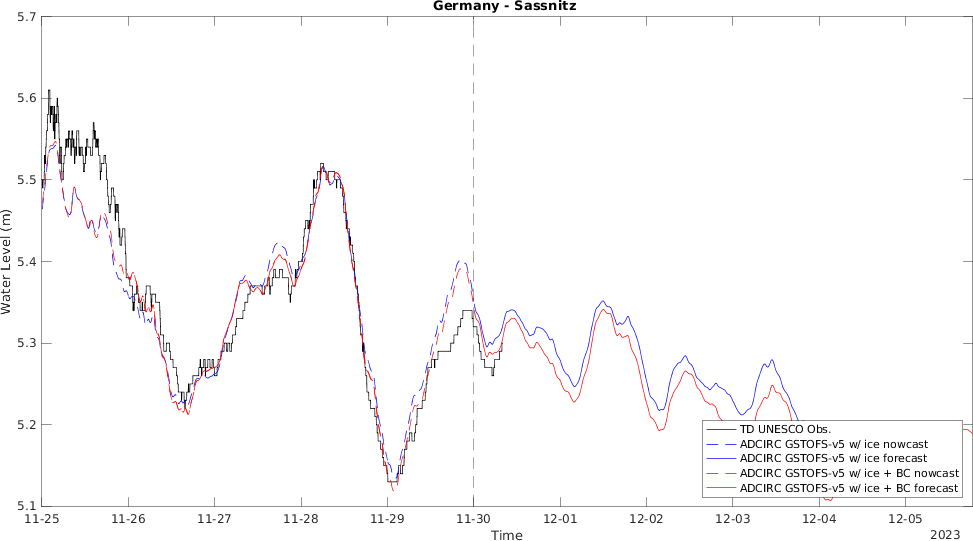 Germany - Sassnitz
5.7
5.6
5.5
5.4
5.3
5.2
5.1
Water Level (m)
TD UNESCO Obs.
ADCIRC GSTOFS-v5 w/ ice nowcast
ADCIRC GSTOFS-v5 w/ ice forecast
ADCIRC GSTOFS-v5 w/ ice + BC nowcast
ADCIRC GSTOFS-v5 w/ ice + BC forecast
11-25 11-26 11-27 11-28 11-29 11-30 12-01 12-02 12-03 12-04 12-05
Time
2023